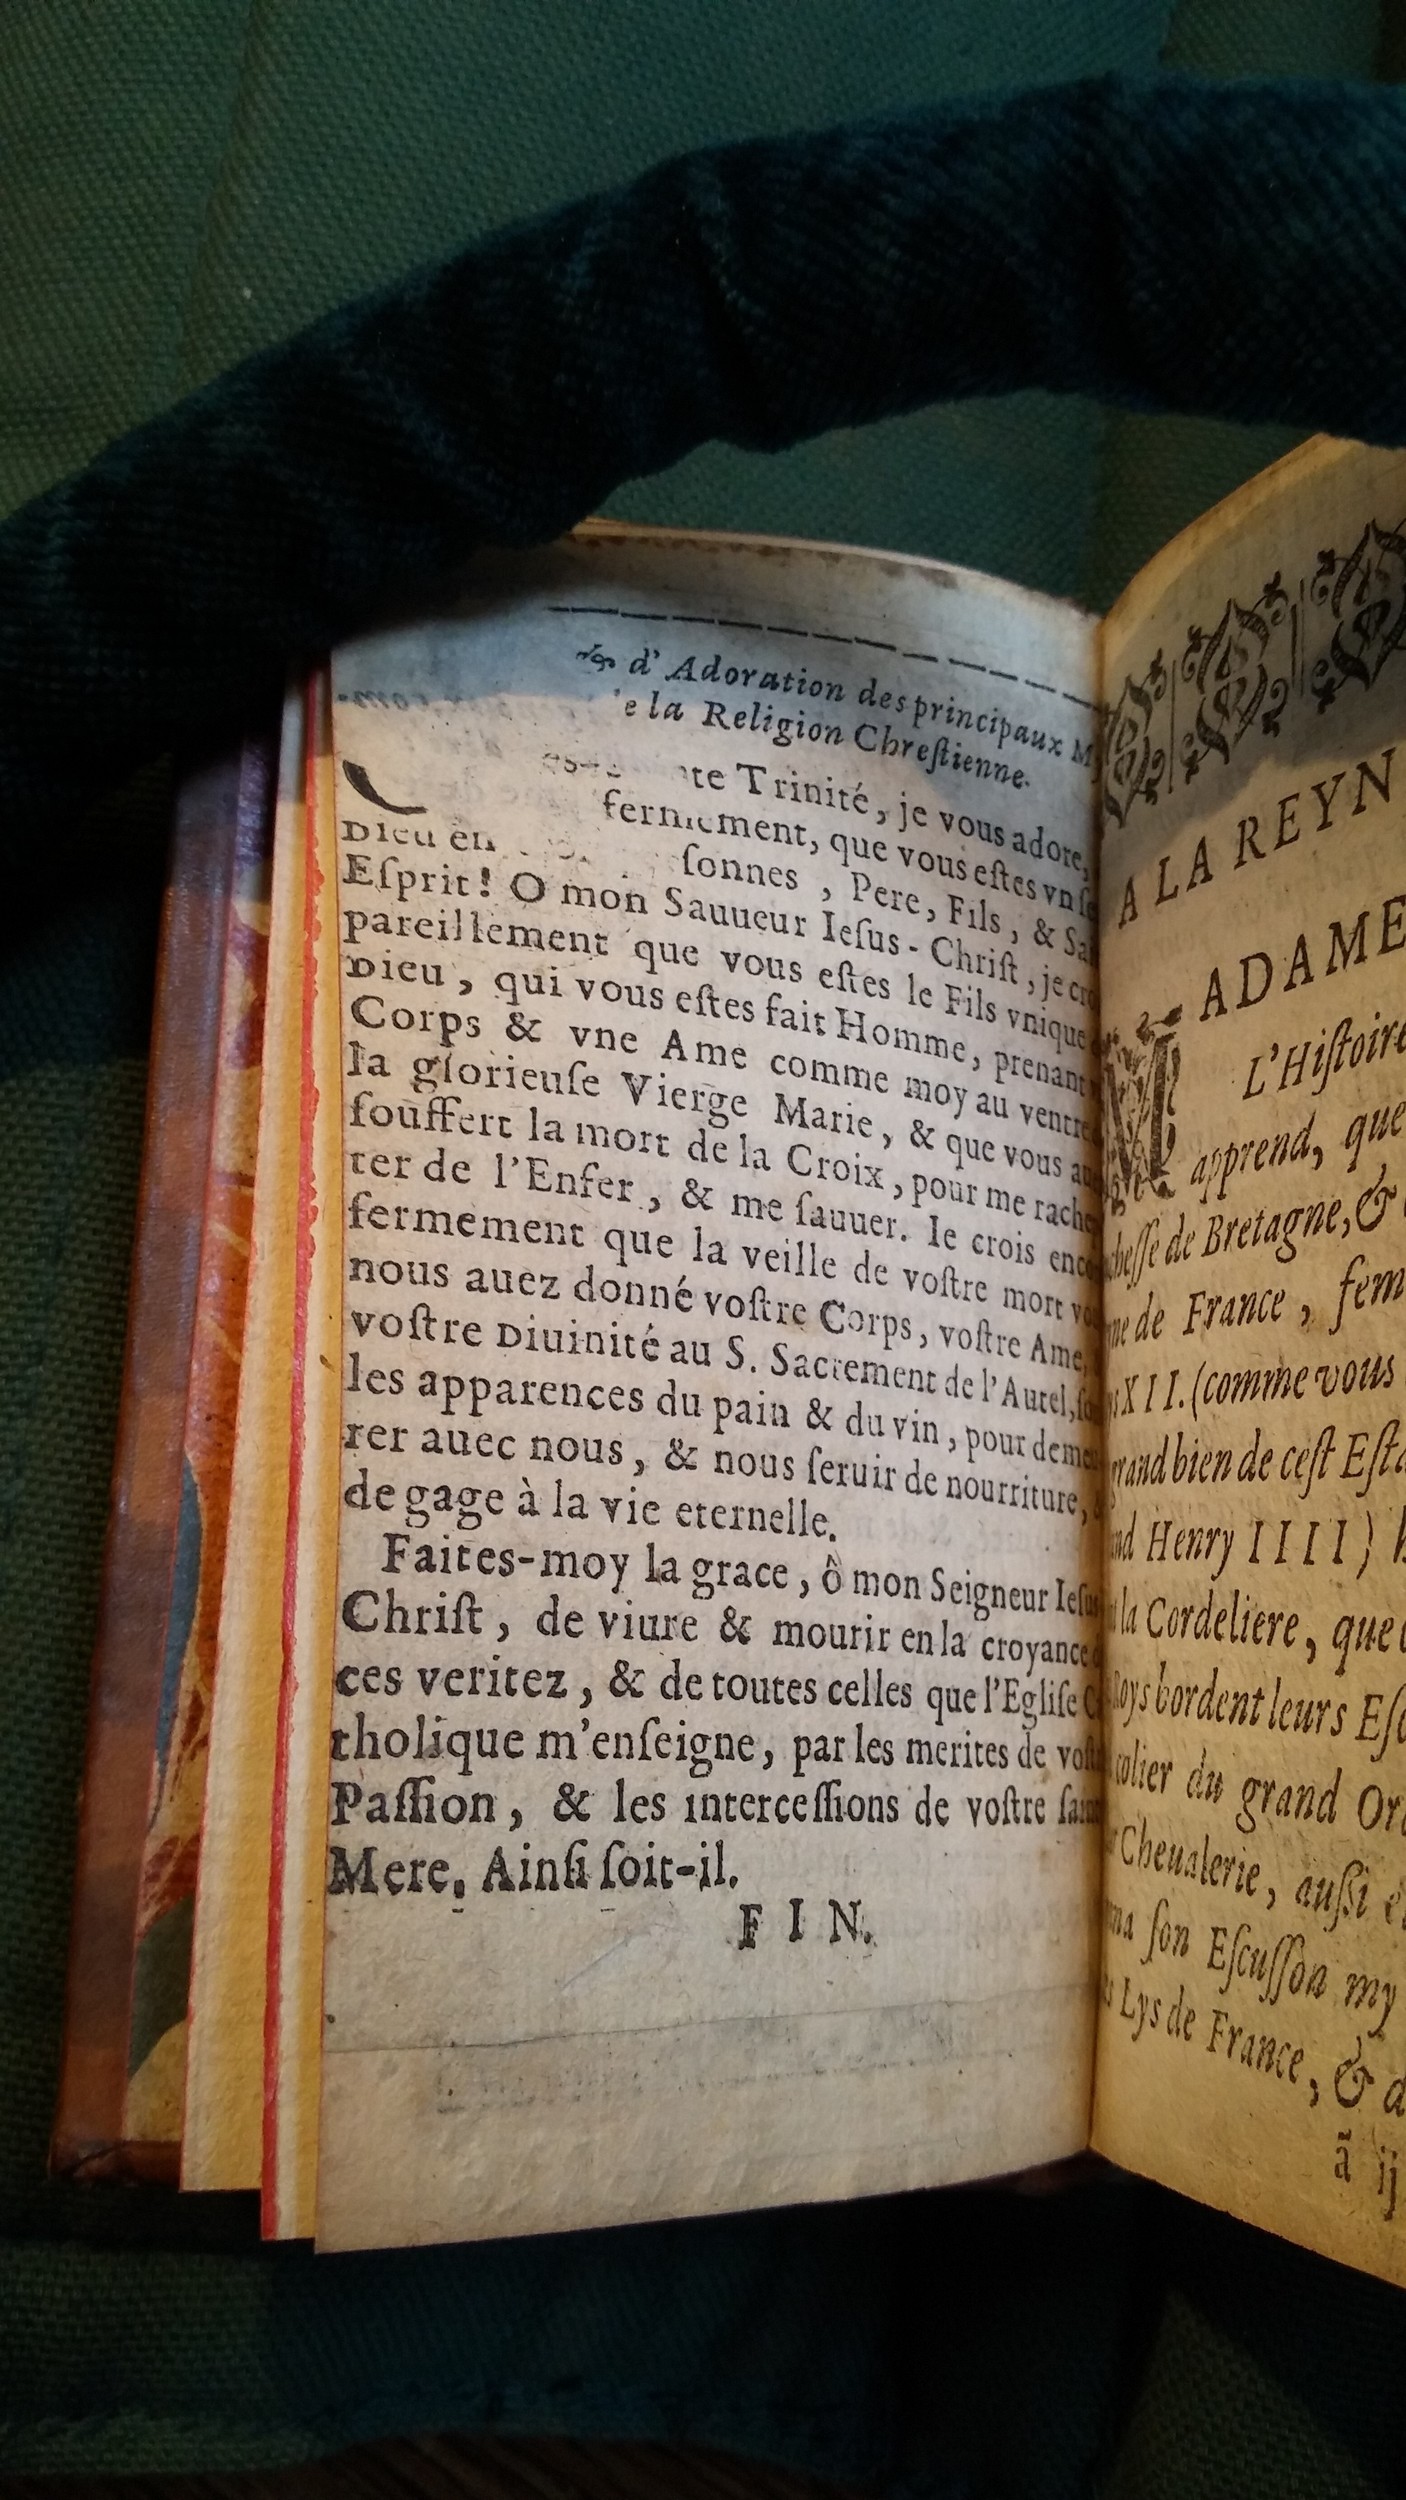 d'Adoration des principaux
la Religion Chreſtienne.
Trinité, je vous adore,
fermement, que vous eſtes vn
Dieu en ſonnes, Pere, Fils, &
Eſprit! O mon Sauueur Ieſus-Chriſt, je
pareillement que vous eſtes le Fils vnique
Dieu, qui vous eſtes fait Homme, prenant
Corps & vne Ame comme moy au ventre
la glorieuſe Vierge Marie, & que vous
ſouffert la mort de la Croix, pour me rache
ter de l'Enfer, & me ſauuer. Ie crois
fermement que la veille de voſtre mort
nous auez donné voſtre Corps, voſtre Ame,
voſtre Diuinité au S. Sacrement de l'Autel,
les apparences du pain & du vin, pour
rer auec nous, & nous ſeruir de nourriture,
de gage à la vie eternelle.
Faites-moy la grace, ô mon Seigneur
Chriſt, de viure & mourir en la croyance
ces veritez, & de toutes celles que l'Egliſe
tholique m'enſeigne, par les merites de
Paſſion, & les interceſſions de voſtre
Mere, Ainſi ſoit-il.
FIN.
A LA REYN
ADAME
L'Hiſtoire
apprend, que
cheſſe de Bretagne, &
de France, fem
XII. (comme vous
grand bien de ceſt Eſt
Henry IIII)
la Cordeliere, que
Roys bordent leurs Eſ
colier du grand Or
Cheualerie, auſſi
ſon Eſcuſſon my
Lys de France, & d
ã ij